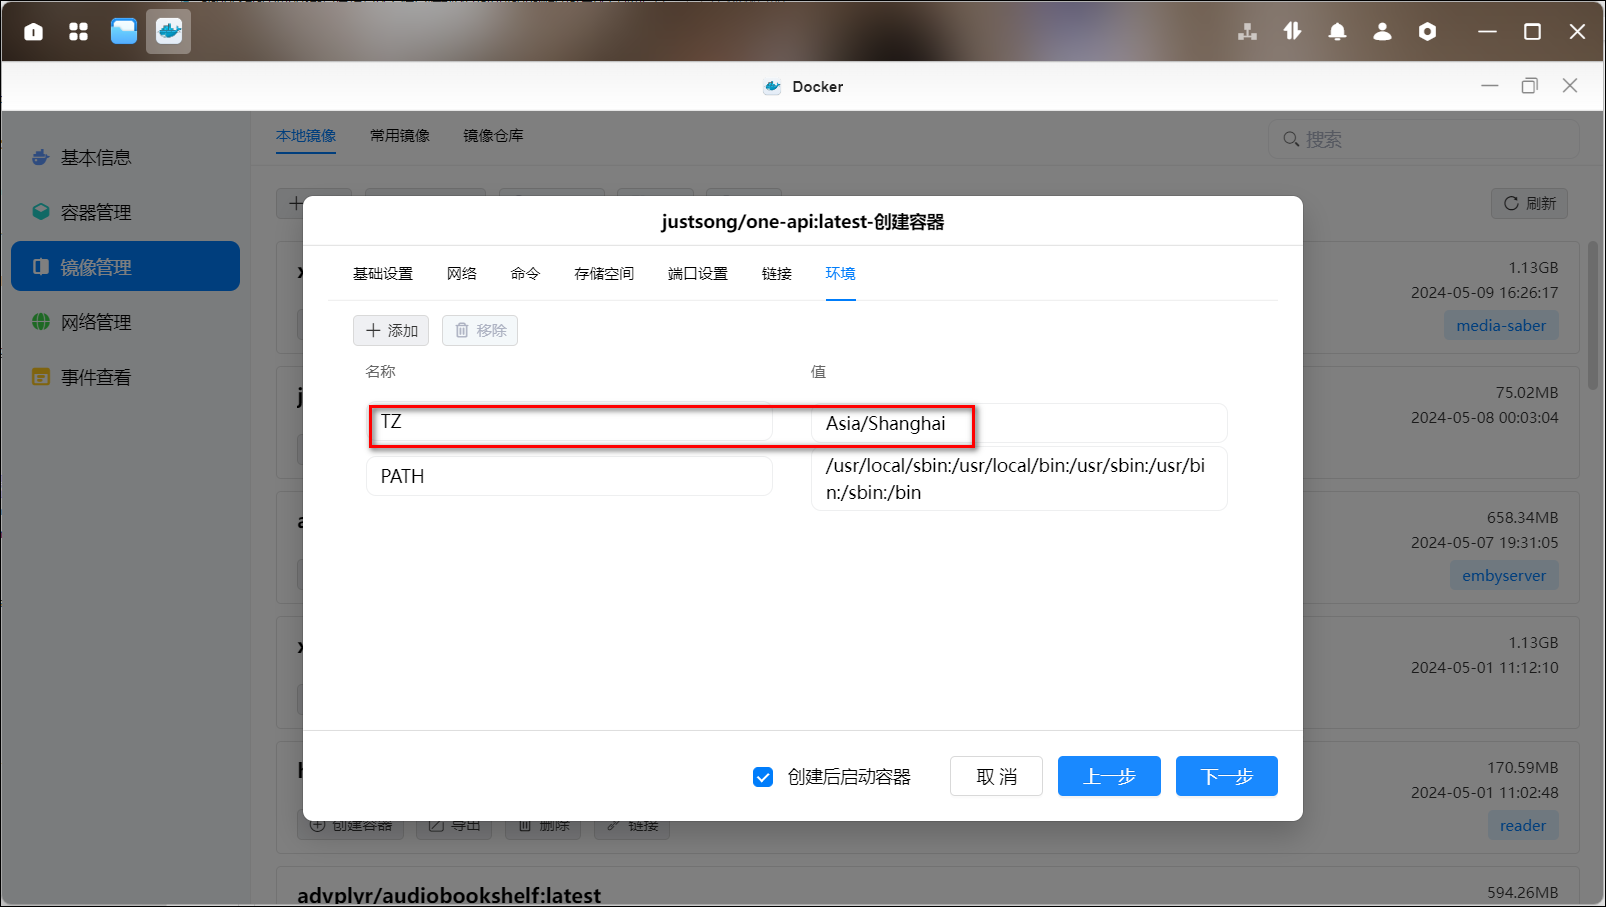 Docker
基本信息
容器管理
镜像管理
网络管理
事件查看
本地镜像 常用镜像 镜像仓库
搜索
刷新
justsong/one-api:latest-创建容器
基础设置 网络 命令 存储空间 端口设置 链接 环境
添加 移除
名称 值
TZ Asia/Shanghai
PATH /usr/local/sbin:/usr/local/bin:/usr/sbin:/usr/bi
n:/sbin:/bin
创建后启动容器 取 消 上一步 下一步
1.13GB
2024-05-09 16:26:17
media-saber
75.02MB
2024-05-08 00:03:04
658.34MB
2024-05-07 19:31:05
embyserver
1.13GB
2024-05-01 11:12:10
170.59MB
2024-05-01 11:02:48
reader
创建容器 导出 删除 链接
advplyr/audiobookshelf:latest
594.26MB